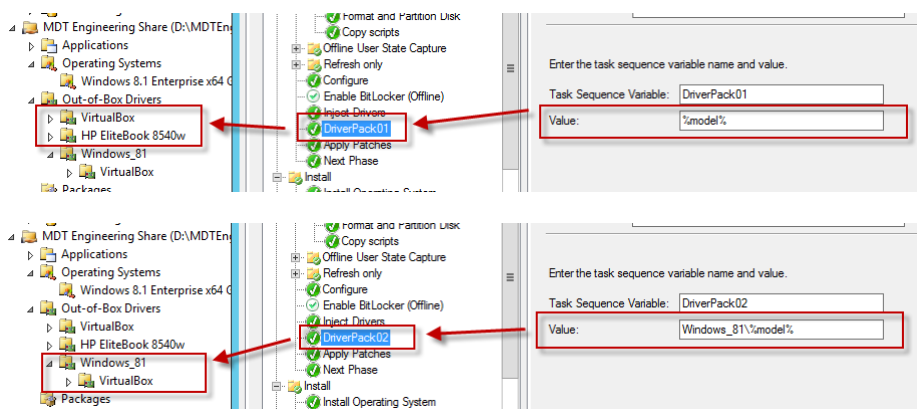 MDT Engineering Share (D:\MDTEn
Applications
Operating Systems
Windows 8.1 Enterprise x64
Out-of-Box Drivers
VirtualBox
HP EliteBook 8540w
Windows_81
VirtualBox
Packages
Format and Partition Disk
Copy scripts
Offline User State Capture
Refresh only
Configure
Enable BitLocker (Offline)
Inject Drivers
DriverPack01
Apply Patches
Next Phase
Install
Install Operating System
Enter the task sequence variable name and value.
Task Sequence Variable: DriverPack01
Value: %model%
MDT Engineering Share (D:\MDTEn
Applications
Operating Systems
Windows 8.1 Enterprise x64
Out-of-Box Drivers
VirtualBox
HP EliteBook 8540w
Windows_81
VirtualBox
Packages
Format and Partition Disk
Copy scripts
Offline User State Capture
Refresh only
Configure
Enable BitLocker (Offline)
Inject Drivers
DriverPack02
Apply Patches
Next Phase
Install
Install Operating System
Enter the task sequence variable name and value.
Task Sequence Variable: DriverPack02
Value: Windows_81\%model%